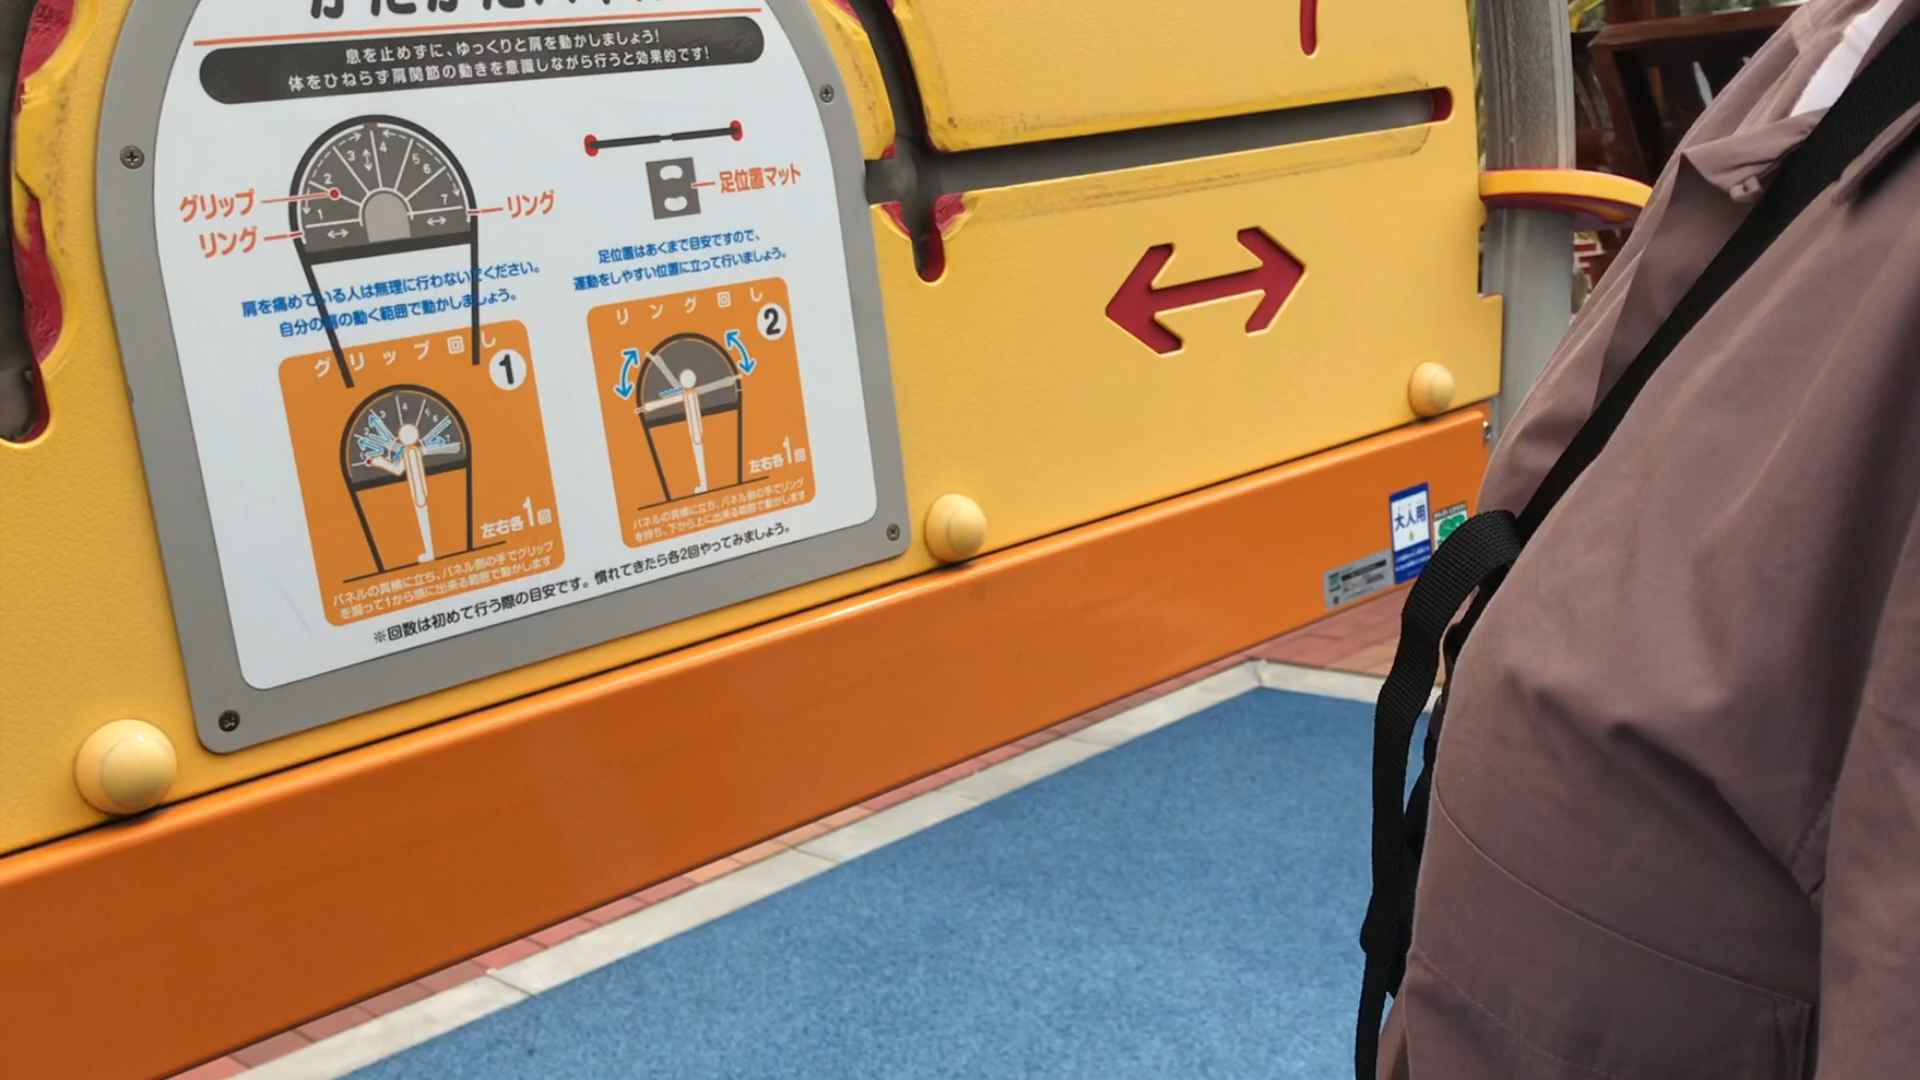 息を止めずに、ゆっくりと肩を動かしましょう!
体をひねらず肩関節の動きを意識しながら行うと効果的です!
1 2 3 4 5 6 7
グリップ
リング
リング
足位置マット
肩を痛めている人は無理に行わないでください。
自分の肩の動く範囲で動かしましょう。
足位置はあくまで目安ですので、
運動をしやすい位置に立って行いましょう。
グリップ回し
1
左右各1回
パネルの真横に立ち、パネル側の手でグリップ
を握って1から順に出来る範囲で動かします
リング回し
2
左右各1回
パネルの真横に立ち、パネル側の手でリング
を持ち、下から上に出来る範囲で動かします
※回数は初めて行う際の目安です。慣れてきたら各2回やってみましょう。
大人用